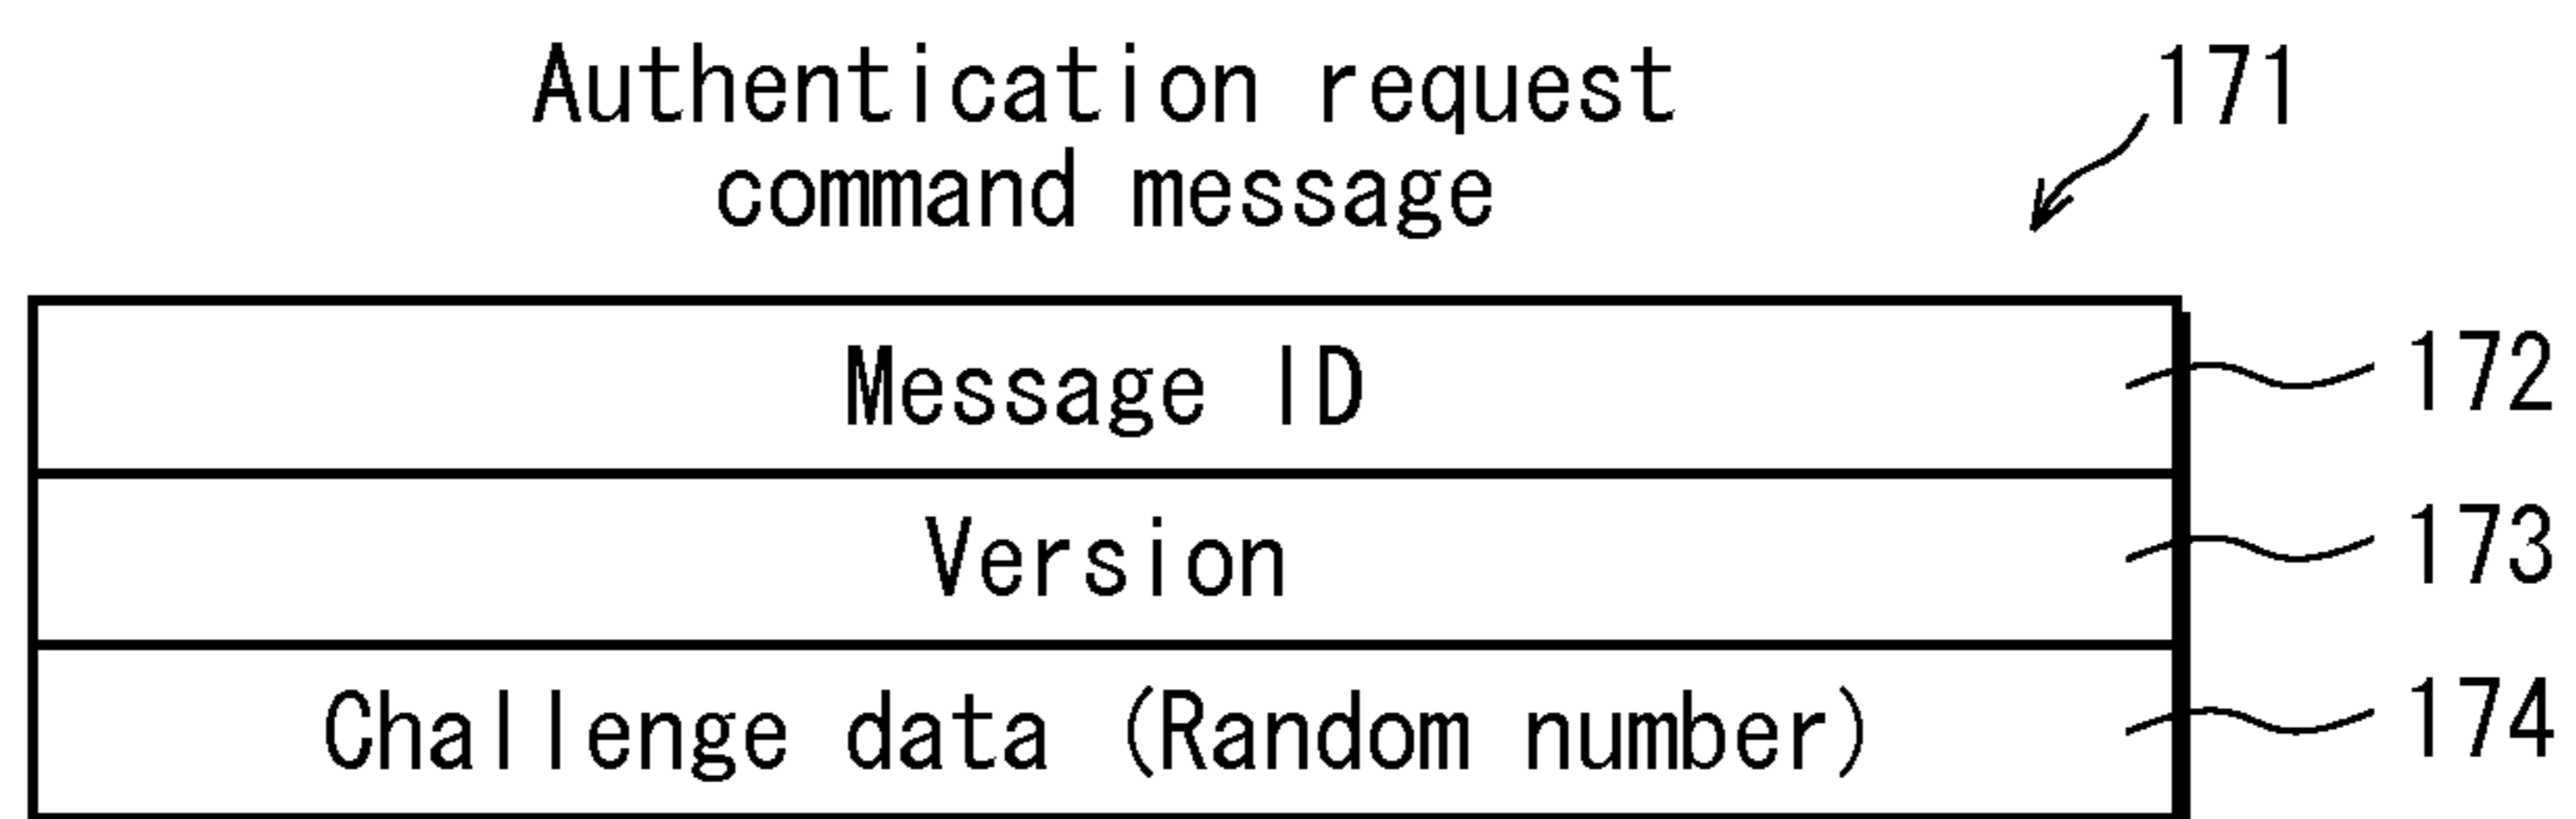 Authentication request
command message
171
Message ID
172
Version
173
Challenge data (Random number)
174